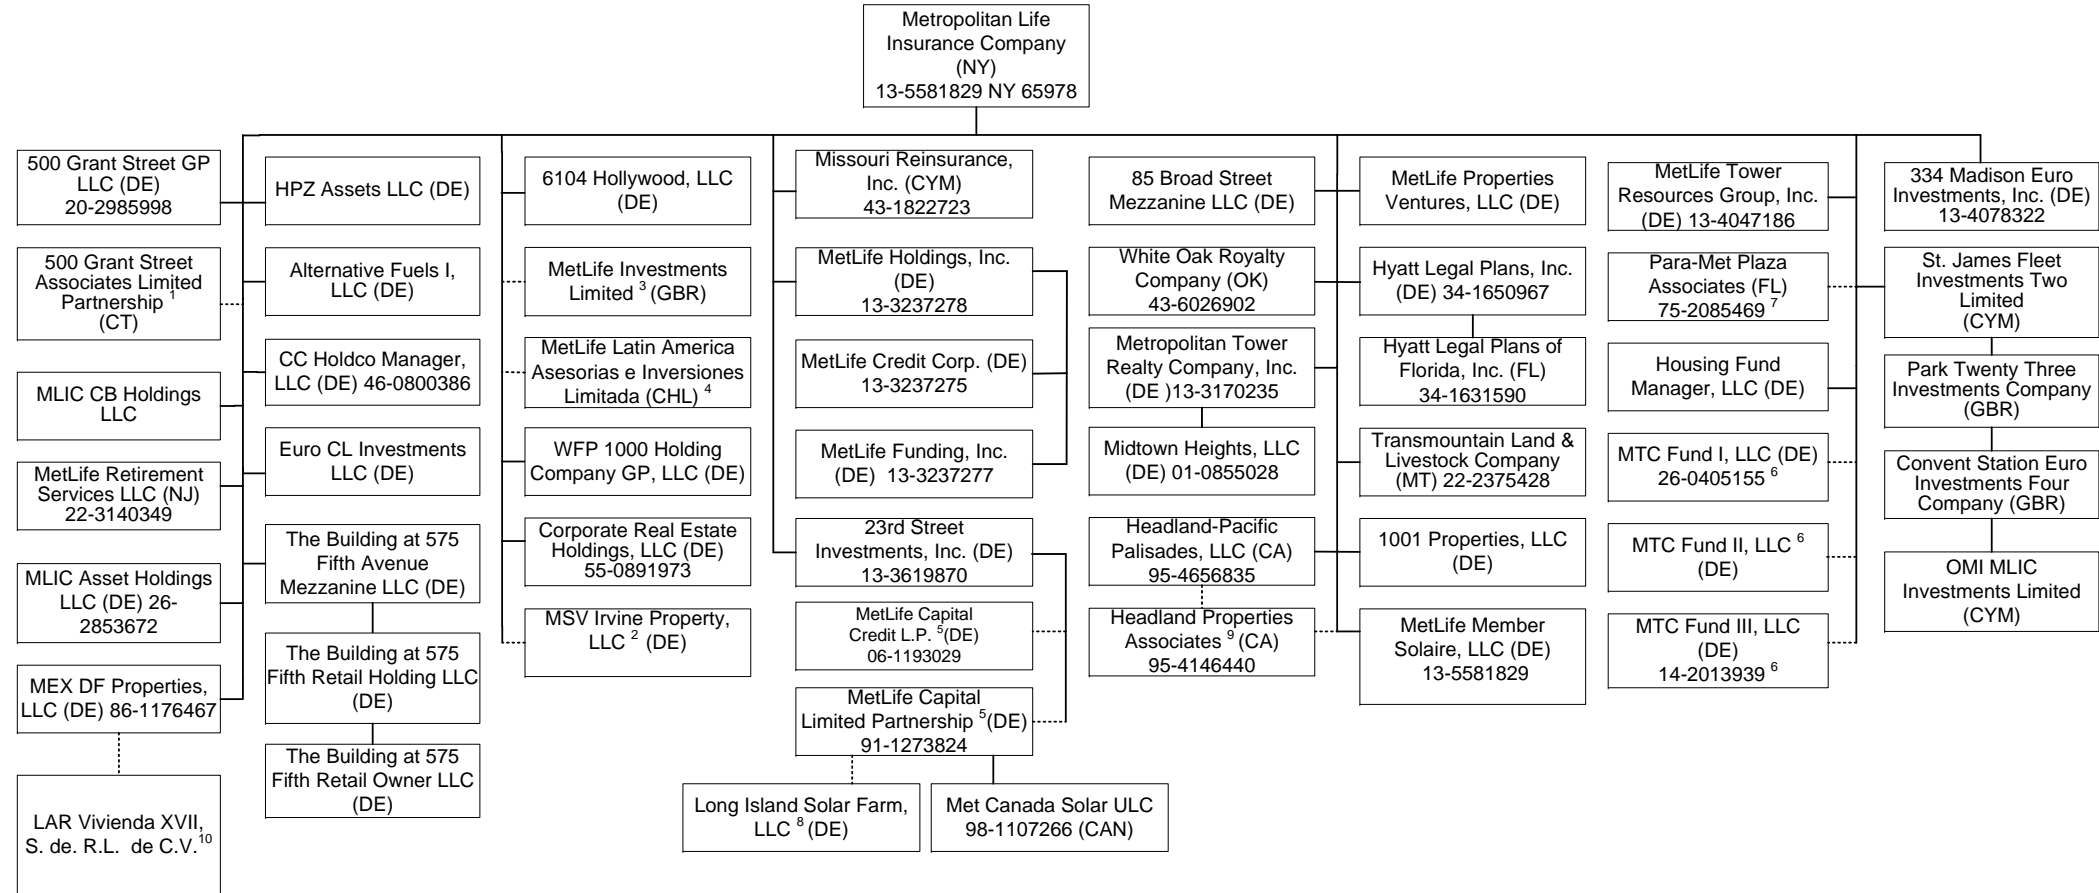 Metropolitan Life
Insurance Company
(NY)
13-5581829 NY 65978
500 Grant Street GP
LLC (DE)
20-2985998
500 Grant Street
Associates Limited
Partnership 1
(CT)
MLIC CB Holdings
LLC
MetLife Retirement
Services LLC (NJ)
22-3140349
MLIC Asset Holdings
LLC (DE) 26-
2853672
MEX DF Properties,
LLC (DE) 86-1176467
LAR Vivienda XVII,
S. de. R.L. de C.V.10
HPZ Assets LLC (DE)
Alternative Fuels I,
LLC (DE)
CC Holdco Manager,
LLC (DE) 46-0800386
Euro CL Investments
LLC (DE)
The Building at 575
Fifth Avenue
Mezzanine LLC (DE)
The Building at 575
Fifth Retail Holding LLC
(DE)
The Building at 575
Fifth Retail Owner LLC
(DE)
6104 Hollywood, LLC
(DE)
MetLife Investments
Limited 3 (GBR)
MetLife Latin America
Asesorias e Inversiones
Limitada (CHL) 4
WFP 1000 Holding
Company GP, LLC (DE)
Corporate Real Estate
Holdings, LLC (DE)
55-0891973
MSV Irvine Property,
LLC 2 (DE)
Missouri Reinsurance,
Inc. (CYM)
43-1822723
MetLife Holdings, Inc.
(DE)
13-3237278
MetLife Credit Corp. (DE)
13-3237275
MetLife Funding, Inc.
(DE) 13-3237277
23rd Street
Investments, Inc. (DE)
13-3619870
MetLife Capital
Credit L.P. 5(DE)
06-1193029
MetLife Capital
Limited Partnership 5(DE)
91-1273824
Long Island Solar Farm,
LLC 8 (DE)
Met Canada Solar ULC
98-1107266 (CAN)
85 Broad Street
Mezzanine LLC (DE)
White Oak Royalty
Company (OK)
43-6026902
Metropolitan Tower
Realty Company, Inc.
(DE )13-3170235
Midtown Heights, LLC
(DE) 01-0855028
Headland-Pacific
Palisades, LLC (CA)
95-4656835
Headland Properties
Associates 9 (CA)
95-4146440
MetLife Properties
Ventures, LLC (DE)
Hyatt Legal Plans, Inc.
(DE) 34-1650967
Hyatt Legal Plans of
Florida, Inc. (FL)
34-1631590
Transmountain Land &
Livestock Company
(MT) 22-2375428
1001 Properties, LLC
(DE)
MetLife Member
Solaire, LLC (DE)
13-5581829
MetLife Tower
Resources Group, Inc.
(DE) 13-4047186
Para-Met Plaza
Associates (FL)
75-2085469 7
Housing Fund
Manager, LLC (DE)
MTC Fund I, LLC (DE)
26-0405155 6
MTC Fund II, LLC 6
(DE)
MTC Fund III, LLC
(DE)
14-2013939 6
334 Madison Euro
Investments, Inc. (DE)
13-4078322
St. James Fleet
Investments Two
Limited
(CYM)
Park Twenty Three
Investments Company
(GBR)
Convent Station Euro
Investments Four
Company (GBR)
OMI MLIC
Investments Limited
(CYM)